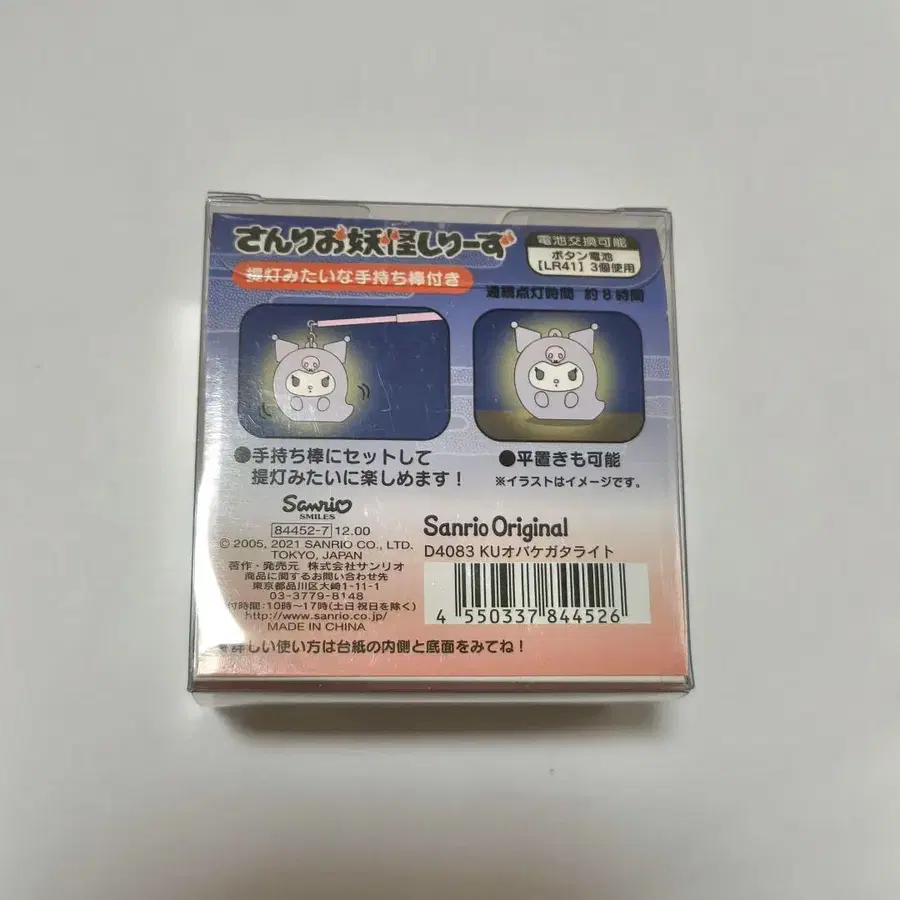 さんりお妖怪しりーず
提灯みたいな手持ち棒付き
電池交換可能
ボタン電池
【LR41】3個使用
連続点灯時間 約8時間
●手持ち棒にセットして
提灯みたいに楽しめます！
●平置きも可能
※イラストはイメージです。
Sanrio
SMILES
84452-7 12.00
© 2005, 2021 SANRIO CO., LTD.
TOKYO, JAPAN
著作・発売元 株式会社サンリオ
商品に関するお問い合わせ先
東京都品川区大崎1-11-1
03-3779-8148
付時間:10時～17時(土日祝日を除く)
http://www.sanrio.co.jp/
MADE IN CHINA
Sanrio Original
D4083 KUオバケガタライト
4 550337 844526
詳しい使い方は台紙の内側と底面をみてね！